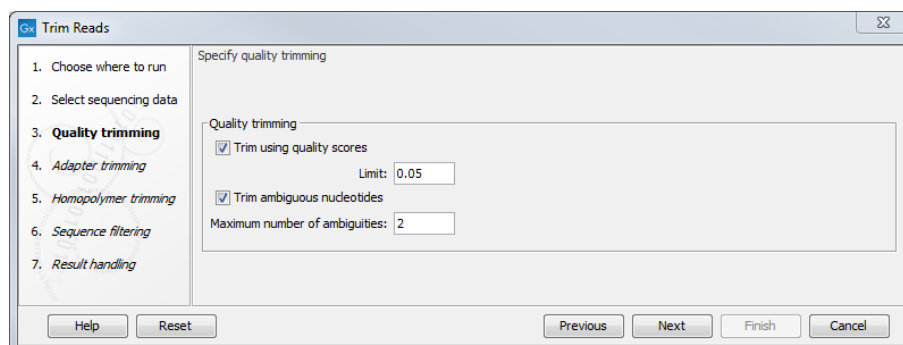 Gx Trim Reads
1. Choose where to run
2. Select sequencing data
3. Quality trimming
4. Adapter trimming
5. Homopolymer trimming
6. Sequence filtering
7. Result handling
Specify quality trimming
Quality trimming
Trim using quality scores
Limit: 0.05
Trim ambiguous nucleotides
Maximum number of ambiguities: 2
Help Reset Previous Next Finish Cancel